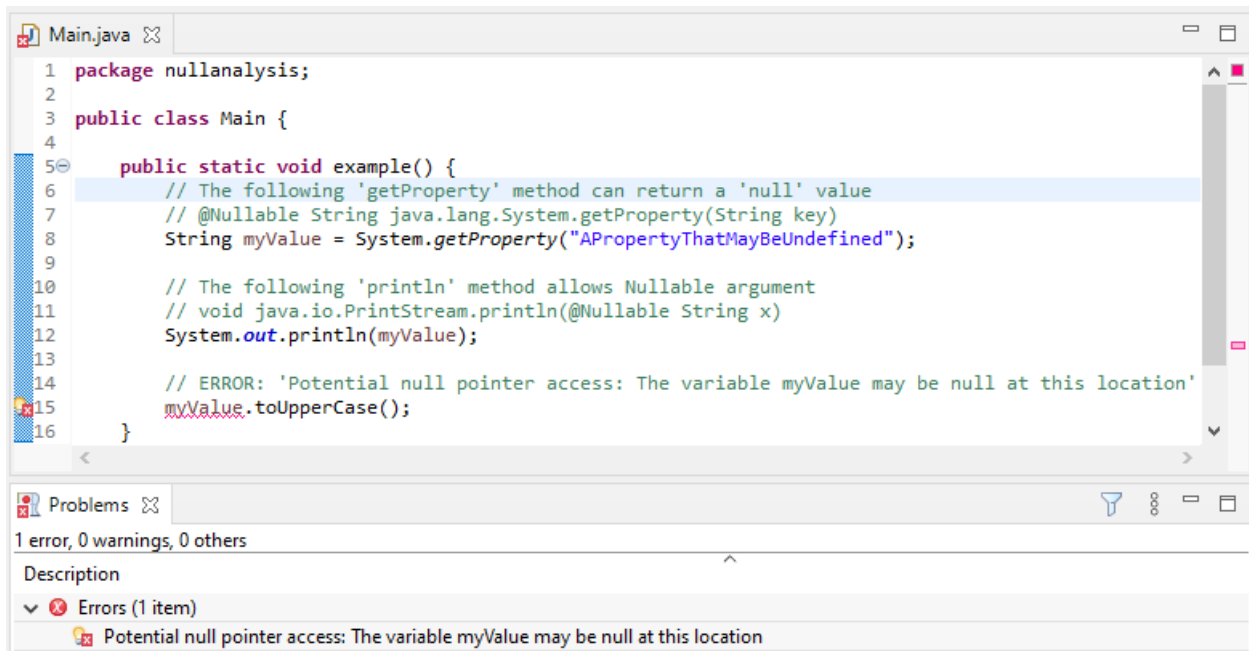 Main.java
1 package nullanalysis;
2
3 public class Main {
4
5 public static void example() {
6 // The following 'getProperty' method can return a 'null' value
7 // @Nullable String java.lang.System.getProperty(String key)
8 String myValue = System.getProperty("APropertyThatMayBeUndefined");
9
10 // The following 'println' method allows Nullable argument
11 // void java.io.PrintStream.println(@Nullable String x)
12 System.out.println(myValue);
13
14 // ERROR: 'Potential null pointer access: The variable myValue may be null at this location'
15 myValue.toUpperCase();
16 }
Problems
1 error, 0 warnings, 0 others
Description
Errors (1 item)
Potential null pointer access: The variable myValue may be null at this location